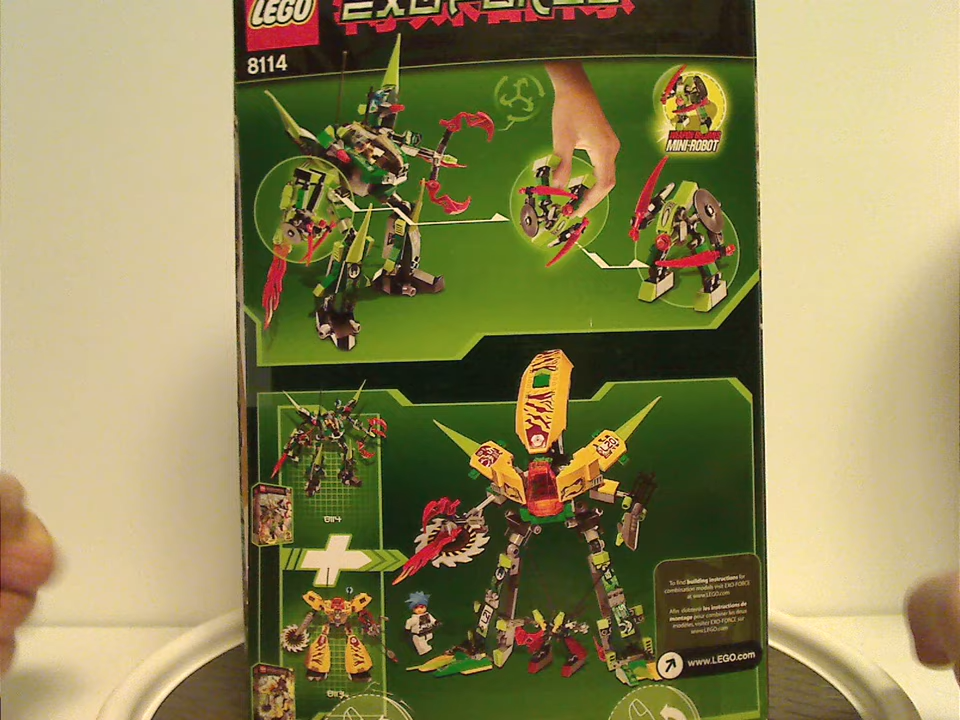 LEGO
EXO-FORCE
8114
MINI-ROBOT
8114
To find building instructions for
combination models visit EXO-FORCE
at www.LEGO.com
Afin d'obtenir les instructions de
montage pour combiner les deux
modèles, visitez EXO-FORCE sur
www.LEGO.com
www.LEGO.com